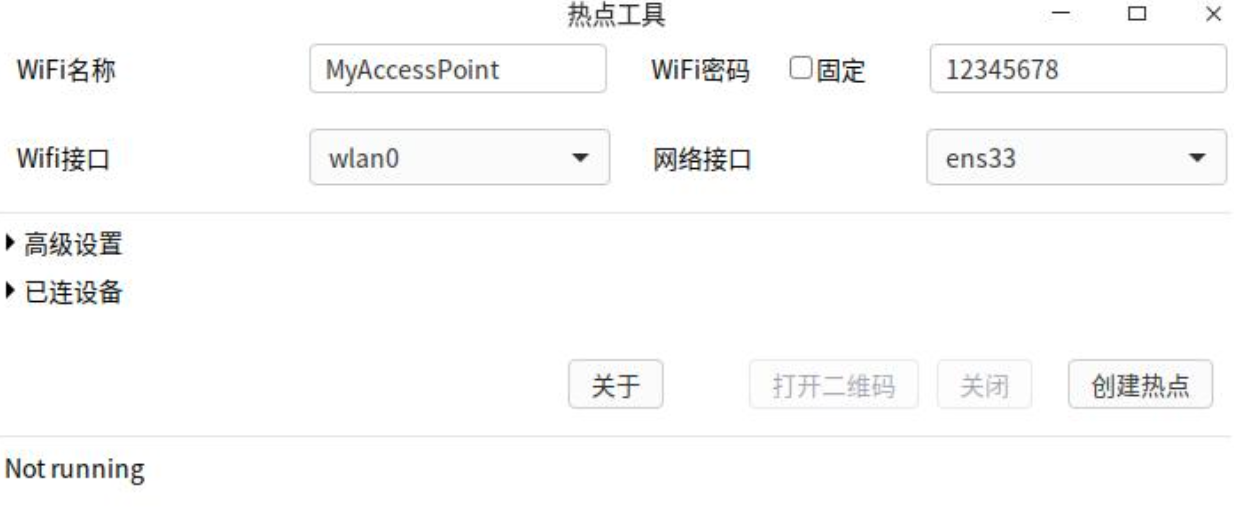 热点工具
WiFi名称 MyAccessPoint WiFi密码 固定 12345678
Wifi接口 wlan0 网络接口 ens33
高级设置
已连设备
关于 打开二维码 关闭 创建热点
Not running